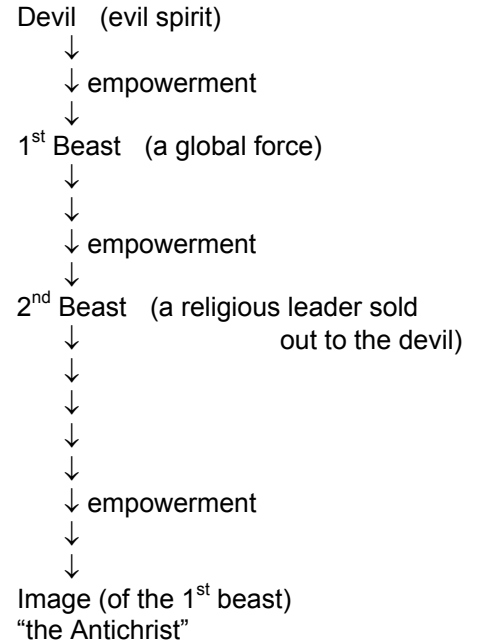 Devil (evil spirit)
↓
↓ empowerment
↓
1st Beast (a global force)
↓
↓
↓ empowerment
↓
2nd Beast (a religious leader sold
↓ out to the devil)
↓
↓
↓
↓
↓ empowerment
↓
↓
Image (of the 1st beast)
“the Antichrist”